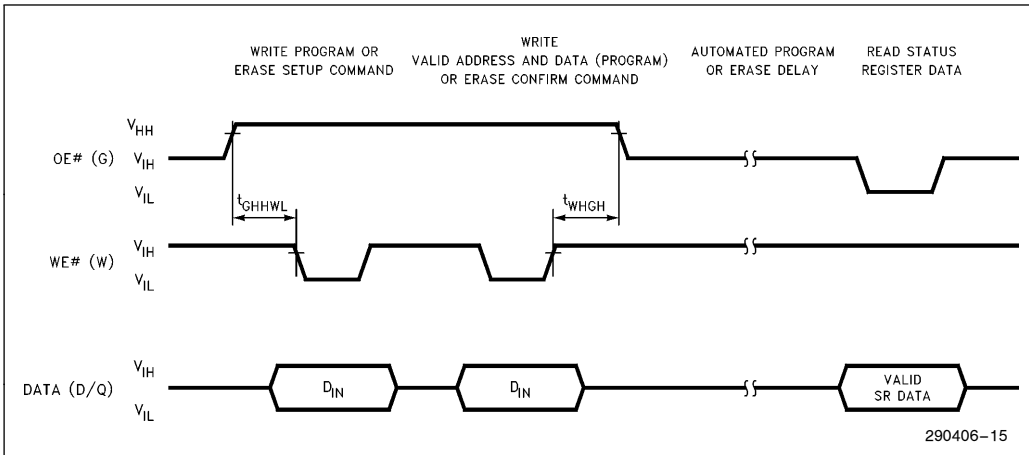 WRITE PROGRAM OR
ERASE SETUP COMMAND
WRITE
VALID ADDRESS AND DATA (PROGRAM)
OR ERASE CONFIRM COMMAND
AUTOMATED PROGRAM
OR ERASE DELAY
READ STATUS
REGISTER DATA
VHH
OE# (G)
VIH
VIL
tGHHWL
tWHGH
VIH
WE# (W)
VIL
VIH
DATA (D/Q)
VIL
DIN
DIN
VALID
SR DATA
290406–15